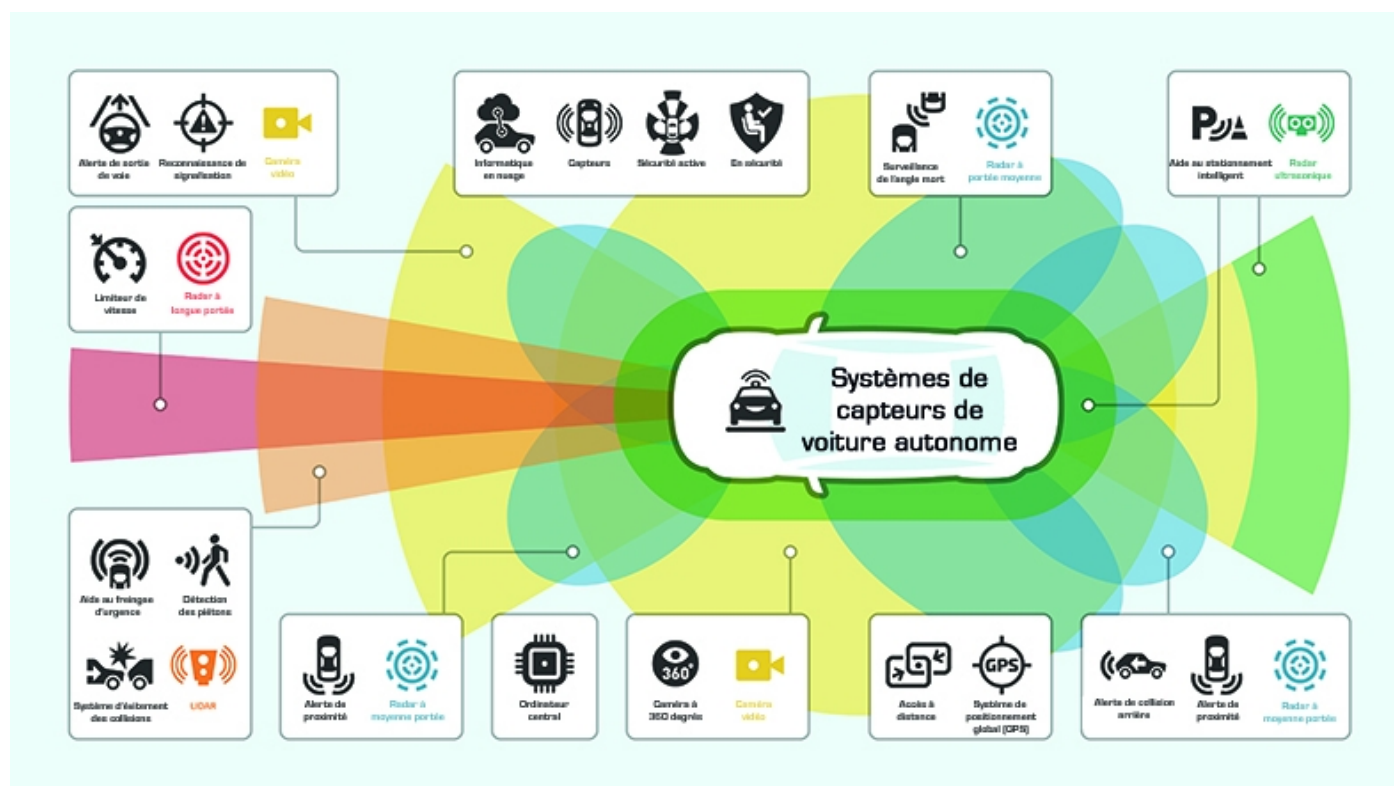 Alerte de sortie
de voie
Reconnaissance de
signalisation
Caméra
vidéo
Informatique
en nuage
Capteurs
Sécurité active
En sécurité
Surveillance
de l'angle mort
Radar à
portée moyenne
Aide au stationnement
intelligent
Radar
ultrasonique
P
Limiteur de
vitesse
Radar à
longue portée
Systèmes de
capteurs de
voiture autonome
Aide au freingae
d'urgence
Détection
des piétons
Système d'évitement
des collisions
LIDAR
Alerte de
proximité
Radar à
moyenne portée
Ordinateur
central
360°
Caméra à
360 degrés
Caméra
vidéo
Accès à
distance
GPS
Système de
positionnement
global (GPS)
Alerte de collision
arrière
Alerte de
proximité
Radar à
moyenne portée